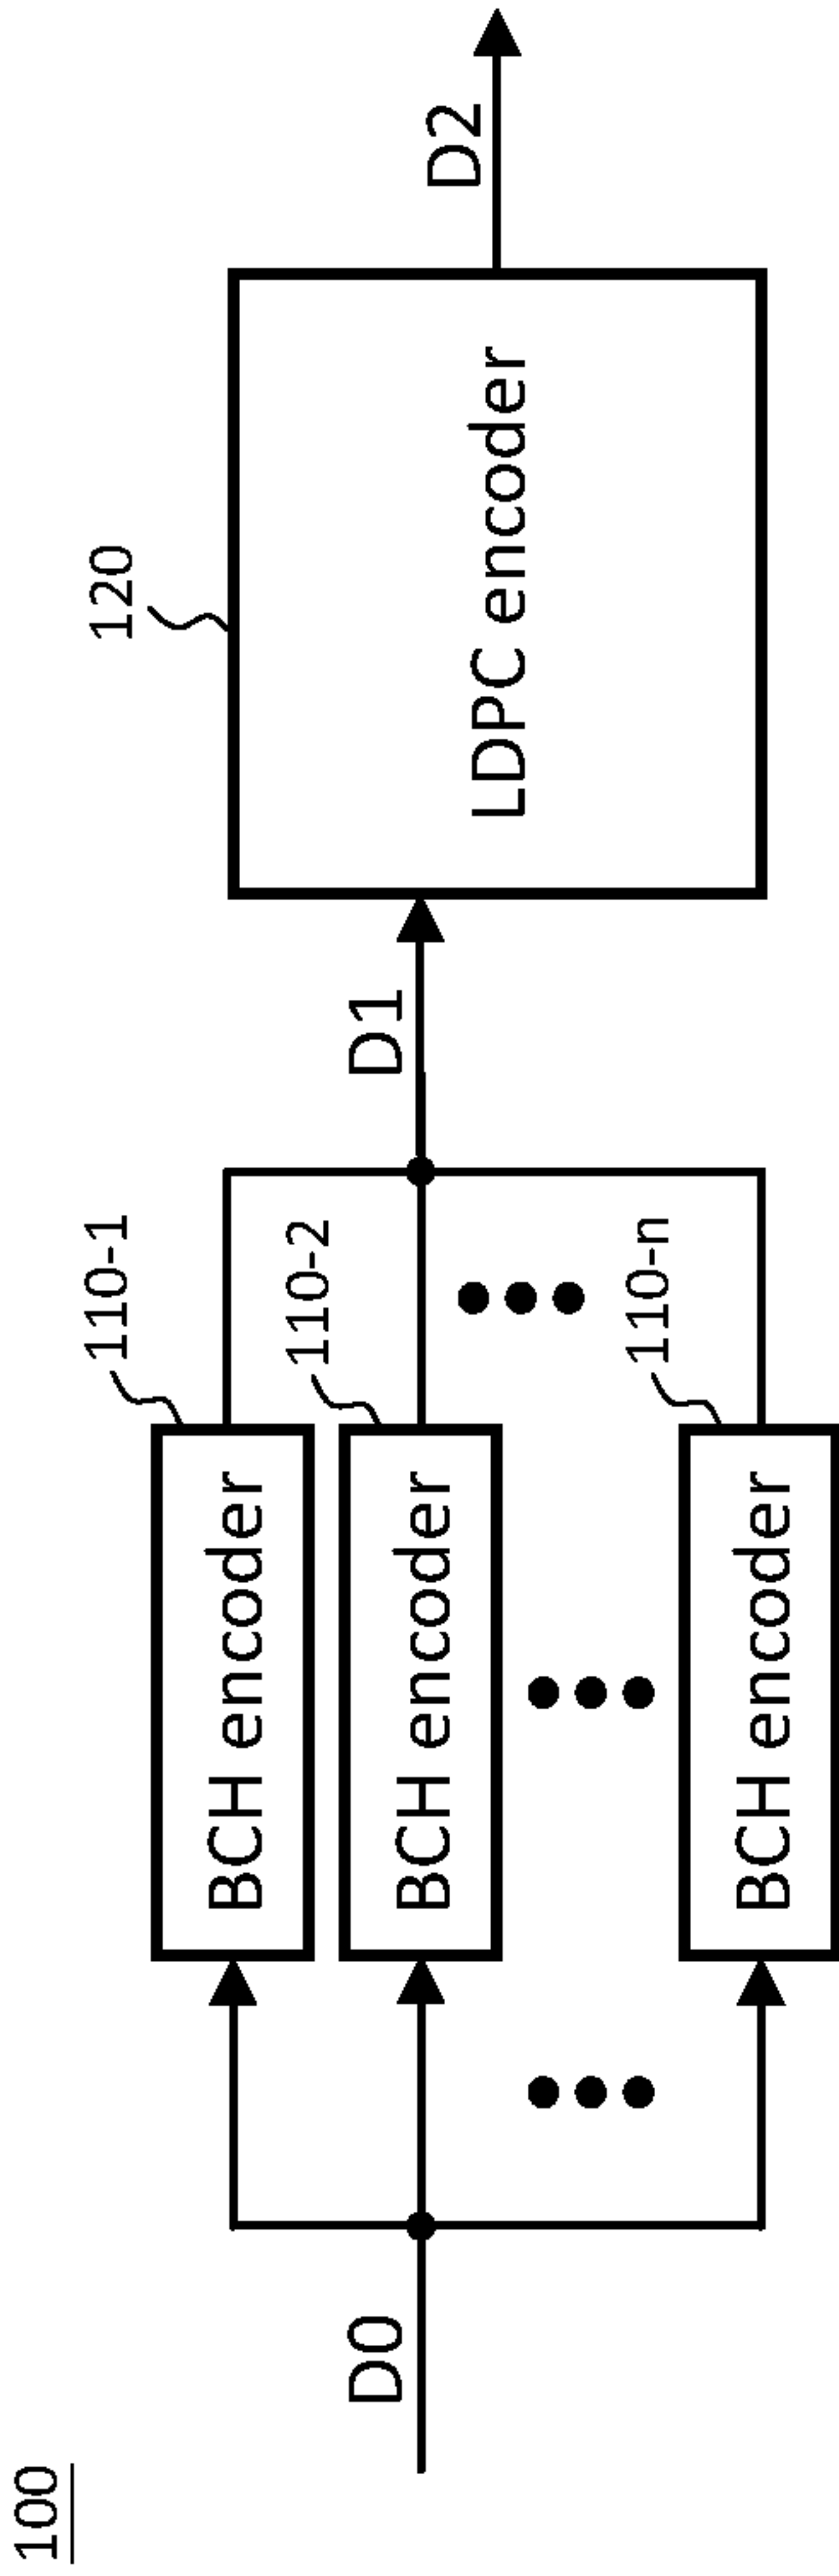 100
D0
BCH encoder
110-1
BCH encoder
110-2
BCH encoder
110-n
D1
LDPC encoder
120
D2